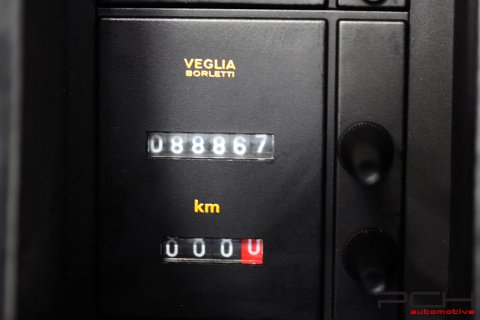 VEGLIA
BORLETTI
088867
km
0000
PCH
automotive